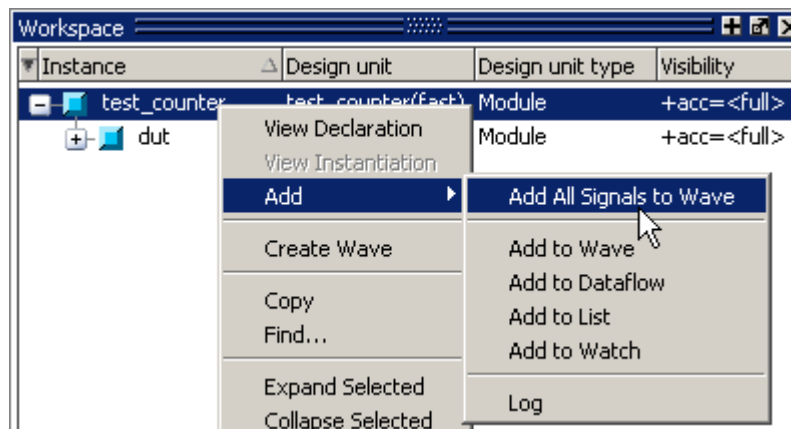 Workspace
Instance Design unit Design unit type Visibility
test_counter test_counter(fast) Module +acc=<full>
dut Module +acc=<full>
View Declaration
View Instantiation
Add
Create Wave
Copy
Find...
Expand Selected
Collapse Selected
Add All Signals to Wave
Add to Wave
Add to Dataflow
Add to List
Add to Watch
Log